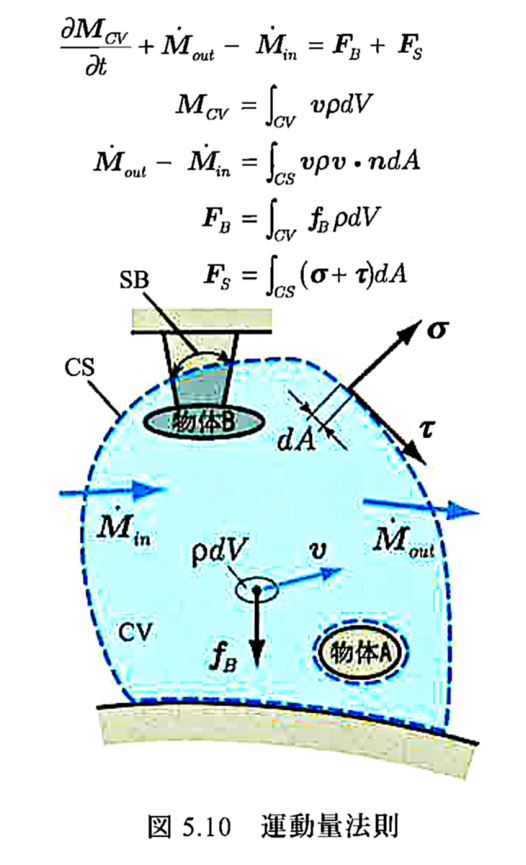 ∂M_CV/∂t + Ṁ_out − Ṁ_in = F_B + F_S
M_CV = ∫_CV vρdV
Ṁ_out − Ṁ_in = ∫_CS vρv・ndA
F_B = ∫_CV f_BρdV
F_S = ∫_CS (σ+τ)dA
SB
σ
CS
物体B
dA
τ
Ṁ_in
Ṁ_out
ρdV
v
CV
f_B
物体A
図 5.10 運動量法則